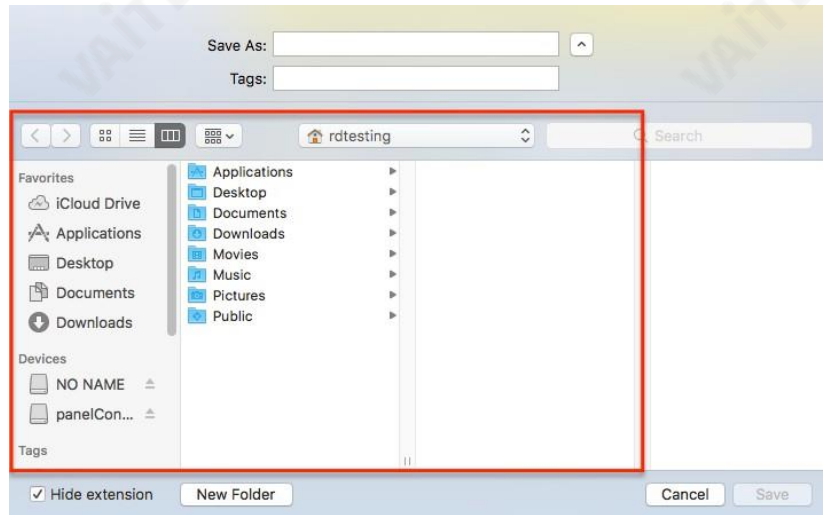 Save As:
Tags:
rdtesting
Search
Favorites
iCloud Drive
Applications
Desktop
Documents
Downloads
Devices
NO NAME
panelCon...
Tags
Applications
Desktop
Documents
Downloads
Movies
Music
Pictures
Public
Hide extension
New Folder
Cancel
Save